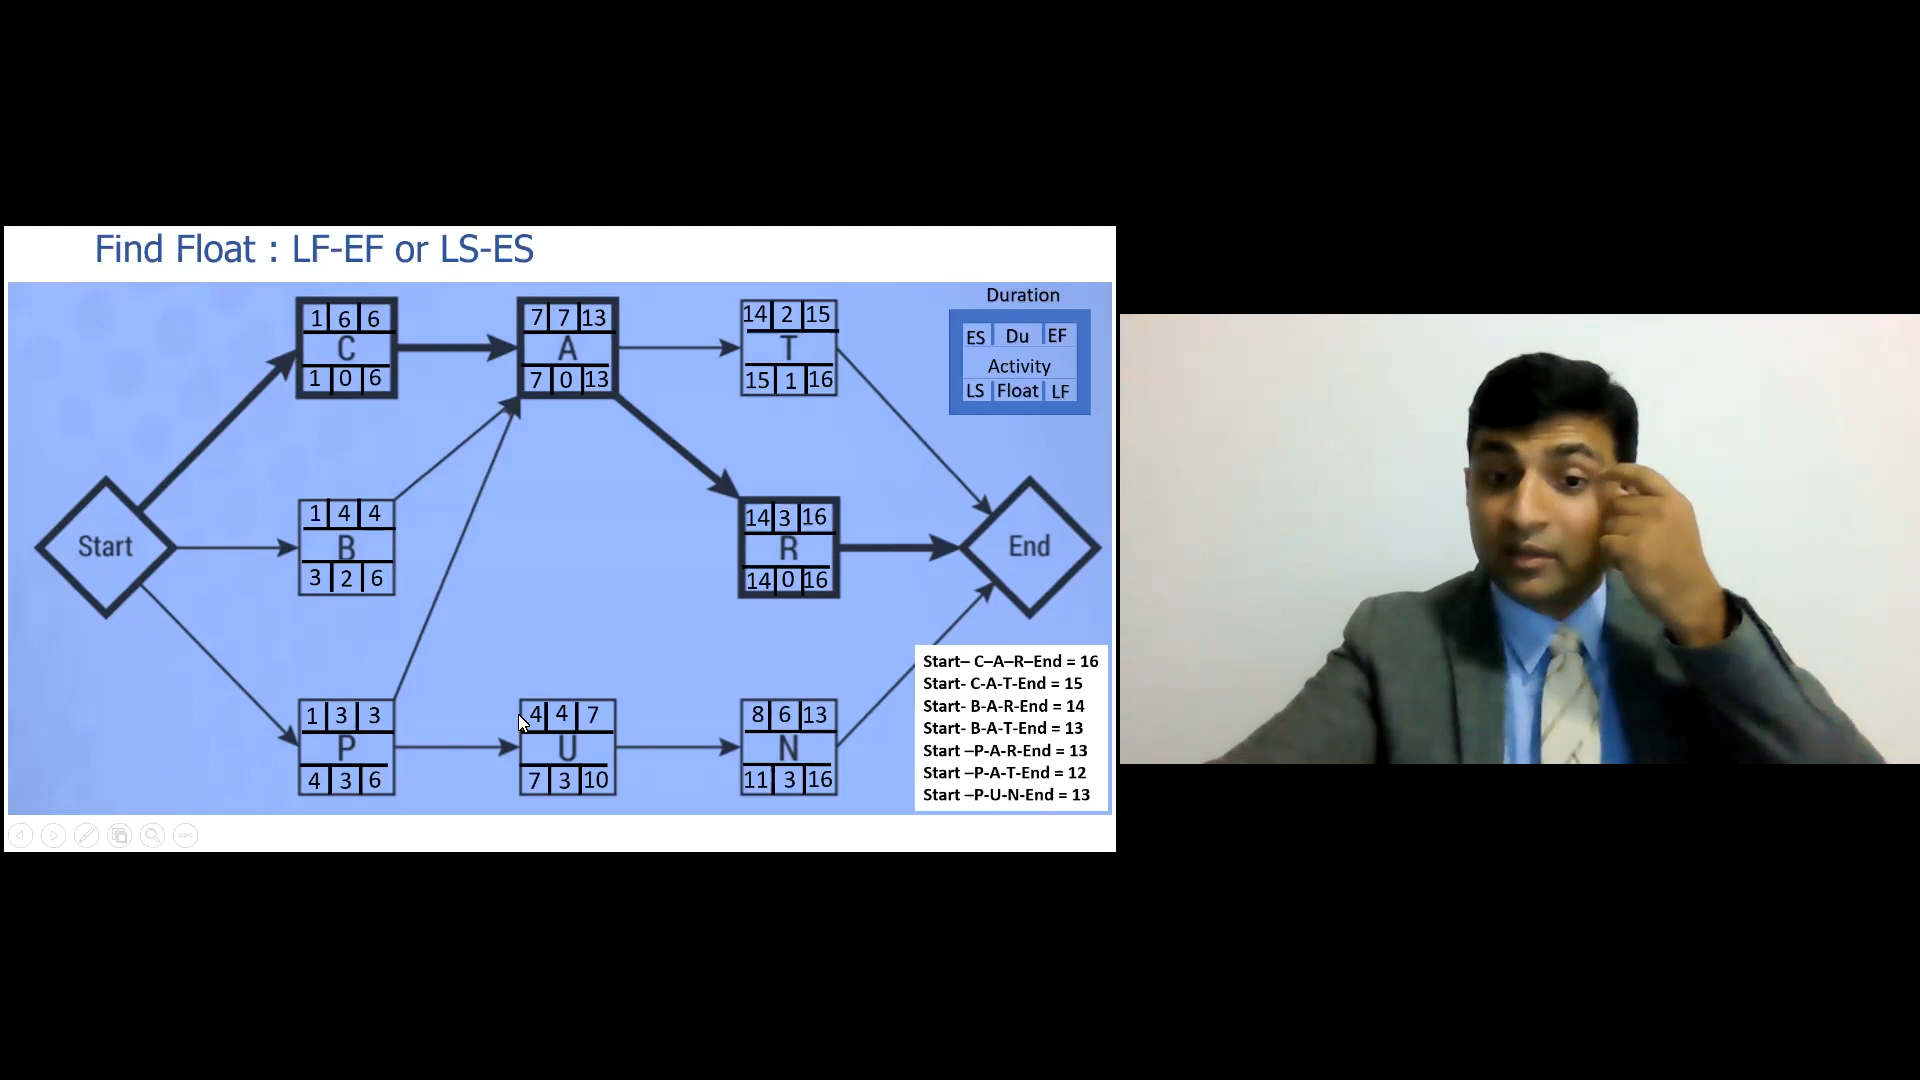 Find Float : LF-EF or LS-ES
Duration
ES Du EF
Activity
LS Float LF
1 6 6
C
1 0 6
7 7 13
A
7 0 13
14 2 15
T
15 1 16
Start
1 4 4
B
3 2 6
14 3 16
R
14 0 16
End
1 3 3
P
4 3 6
4 4 7
U
7 3 10
8 6 13
N
11 3 16
Start– C–A–R–End = 16
Start- C-A-T-End = 15
Start- B-A-R-End = 14
Start- B-A-T-End = 13
Start –P-A-R-End = 13
Start –P-A-T-End = 12
Start –P-U-N-End = 13